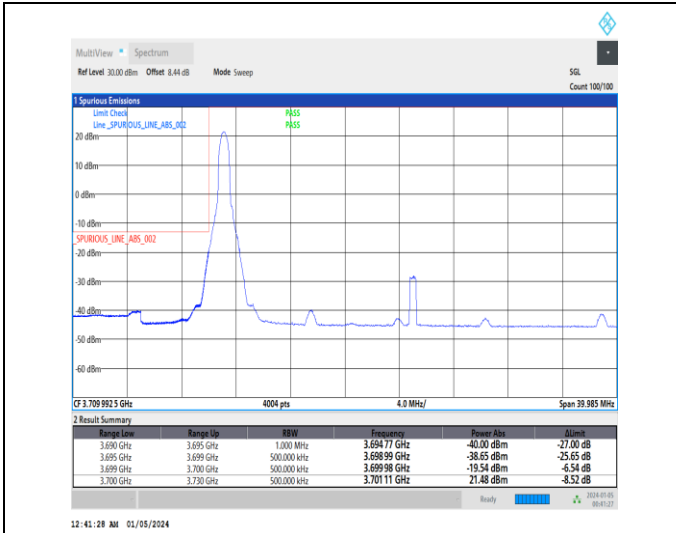 MultiView Spectrum
Ref Level 30.00 dBm Offset 8.44 dB Mode Sweep SGL
Count 100/100
1 Spurious Emissions
Limit Check PASS
Line _SPURIOUS_LINE_ABS_002 PASS
20 dBm
10 dBm
0 dBm
-10 dBm
_SPURIOUS_LINE_ABS_002
-20 dBm
-30 dBm
-40 dBm
-50 dBm
-60 dBm
CF 3.709 992 5 GHz 4004 pts 4.0 MHz/ Span 39.985 MHz
2 Result Summary
Range Low Range Up RBW Frequency Power Abs ΔLimit
3.690 GHz 3.695 GHz 1.000 MHz 3.694 77 GHz -40.00 dBm -27.00 dB
3.695 GHz 3.699 GHz 500.000 kHz 3.698 99 GHz -38.65 dBm -25.65 dB
3.699 GHz 3.700 GHz 500.000 kHz 3.699 98 GHz -19.54 dBm -6.54 dB
3.700 GHz 3.730 GHz 500.000 kHz 3.701 11 GHz 21.48 dBm -8.52 dB
Ready 2024-01-05
00:41:27
12:41:28 AM 01/05/2024